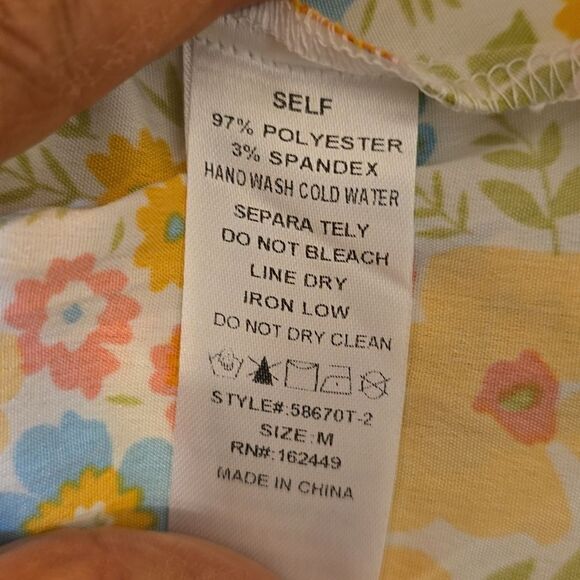 SELF
97% POLYESTER
3% SPANDEX
HAND WASH COLD WATER
SEPARA TELY
DO NOT BLEACH
LINE DRY
IRON LOW
DO NOT DRY CLEAN
STYLE#:58670T-2
SIZE:M
RN#:162449
MADE IN CHINA